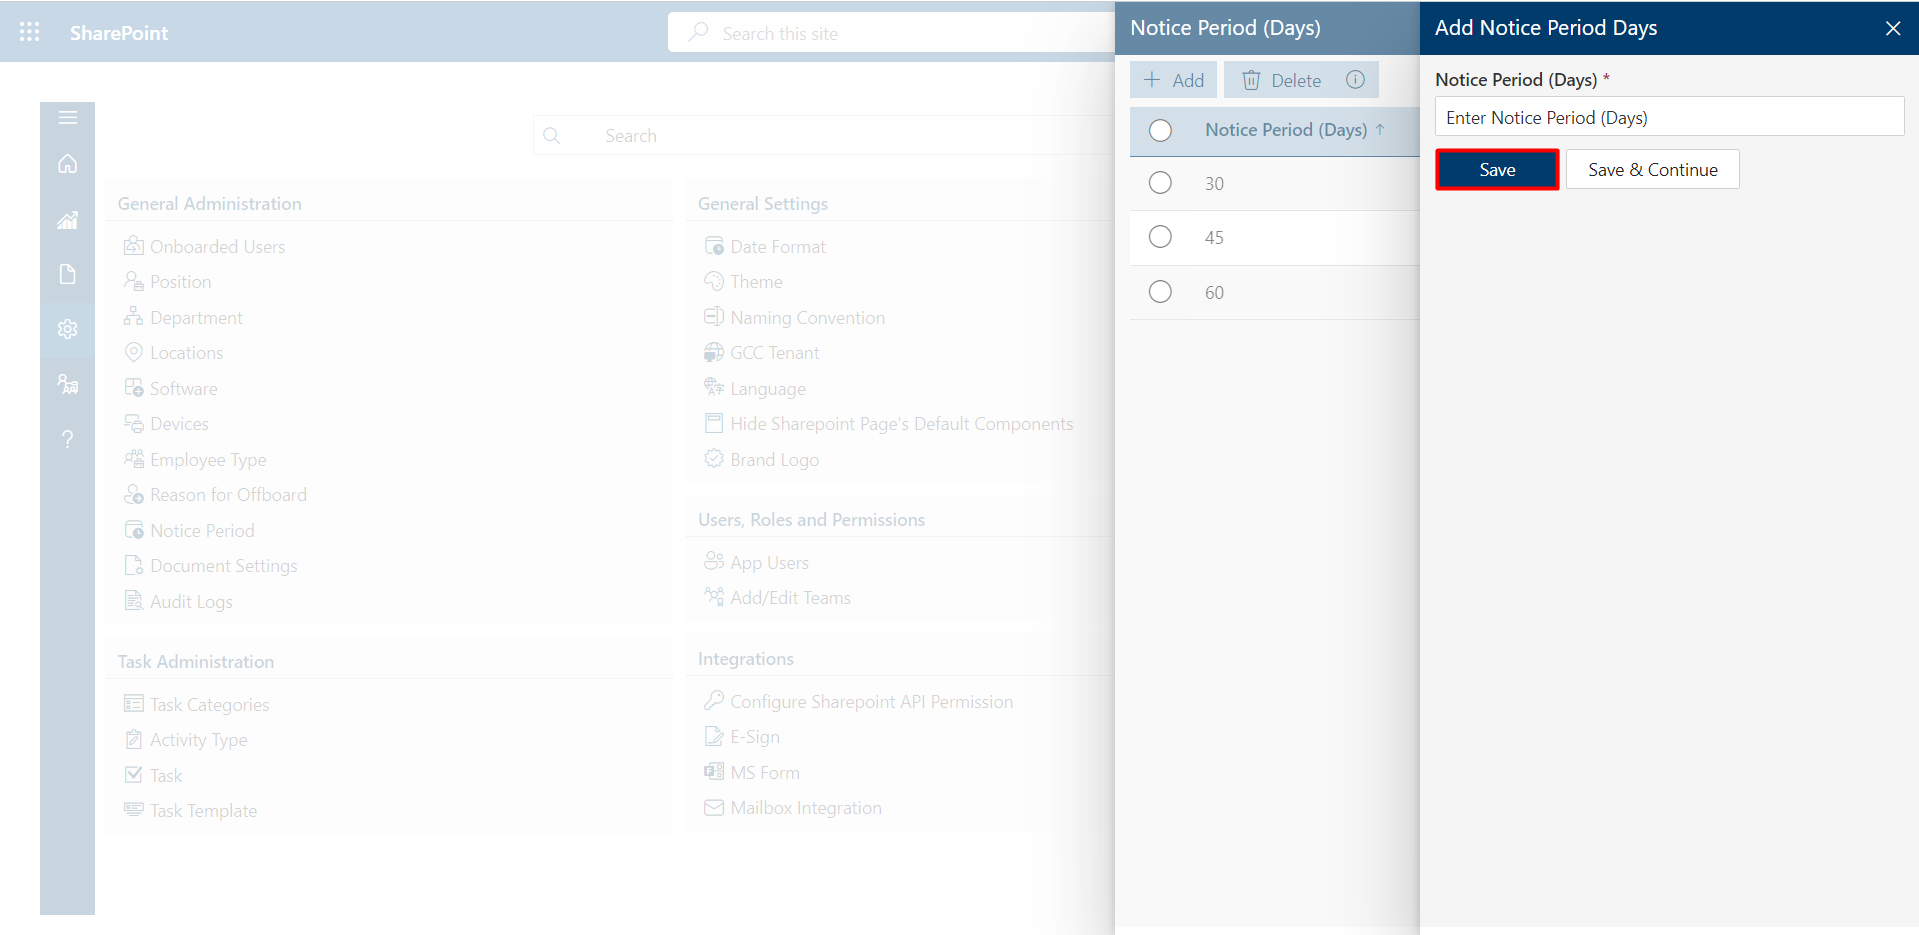 SharePoint
Search this site
Search
General Administration
Onboarded Users
Position
Department
Locations
Software
Devices
Employee Type
Reason for Offboard
Notice Period
Document Settings
Audit Logs
Task Administration
Task Categories
Activity Type
Task
Task Template
General Settings
Date Format
Theme
Naming Convention
GCC Tenant
Language
Hide Sharepoint Page's Default Components
Brand Logo
Users, Roles and Permissions
App Users
Add/Edit Teams
Integrations
Configure Sharepoint API Permission
E-Sign
MS Form
Mailbox Integration
Notice Period (Days)
Add Delete
Notice Period (Days) ↑
30
45
60
Add Notice Period Days
Notice Period (Days) *
Enter Notice Period (Days)
Save Save & Continue